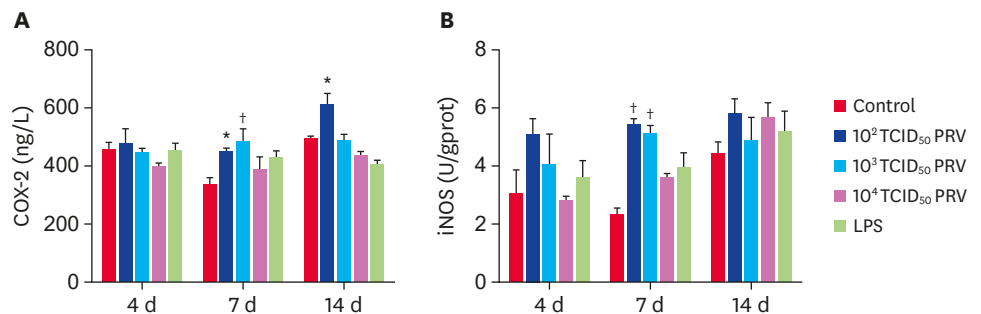 A
COX-2 (ng/L)
800
600
400
200
0
*
†
*
4 d
7 d
14 d
B
iNOS (U/gprot)
8
6
4
2
0
†
†
4 d
7 d
14 d
Control
10² TCID₅₀ PRV
10³ TCID₅₀ PRV
10⁴ TCID₅₀ PRV
LPS